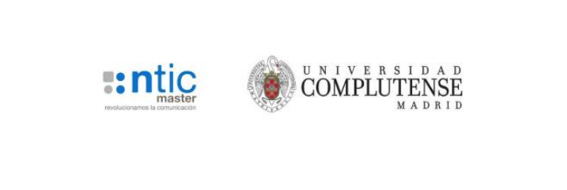 ntic
master
revolucionamos la comunicación
UNIVERSIDAD
COMPLUTENSE
MADRID